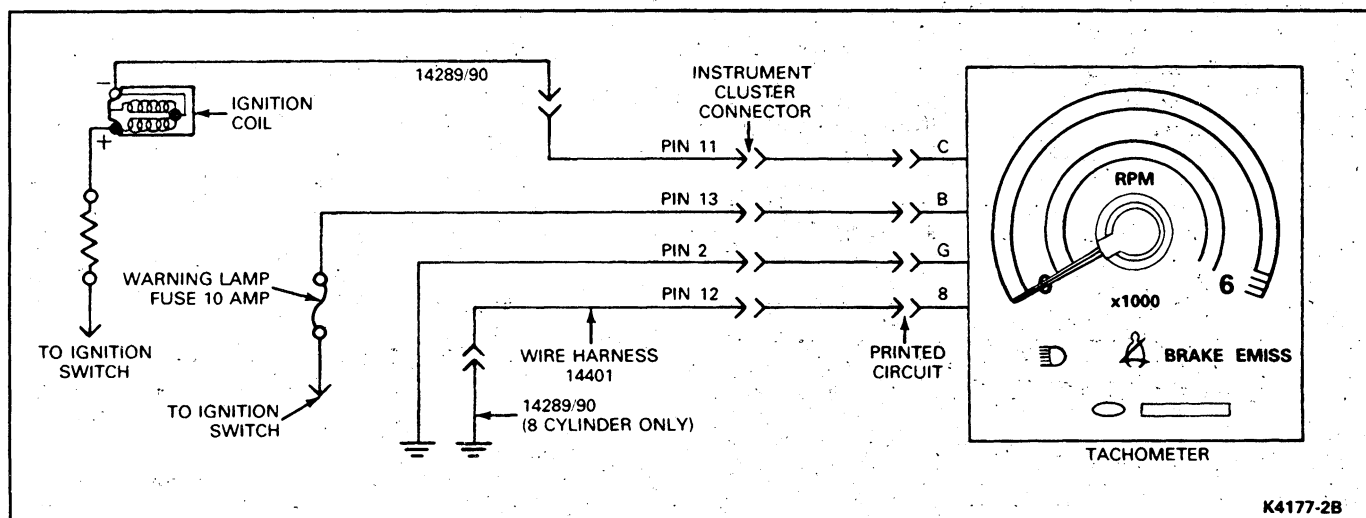 14289/90
−
+
IGNITION
COIL
INSTRUMENT
CLUSTER
CONNECTOR
PIN 11
C
PIN 13
B
PIN 2
G
PIN 12
8
WARNING LAMP
FUSE 10 AMP
TO IGNITION
SWITCH
TO IGNITION
SWITCH
WIRE HARNESS
14401
14289/90
(8 CYLINDER ONLY)
PRINTED
CIRCUIT
RPM
0
6
x1000
BRAKE EMISS
TACHOMETER
K4177-2B